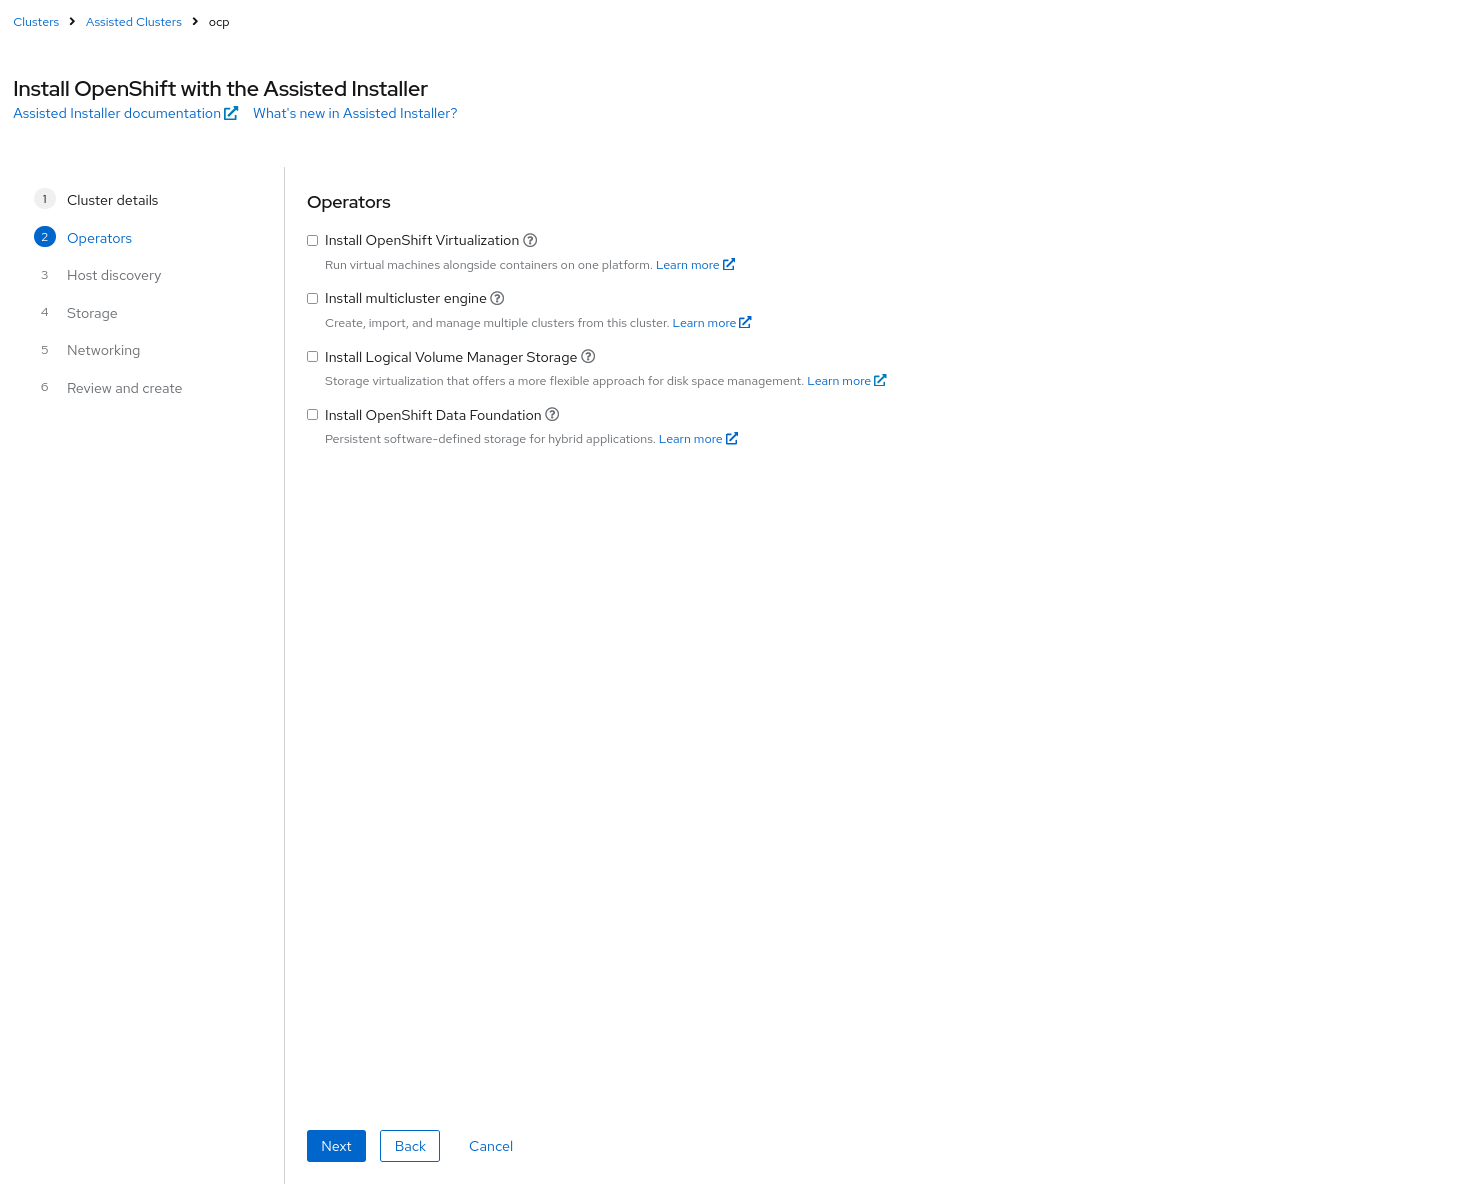 Clusters > Assisted Clusters > ocp
Install OpenShift with the Assisted Installer
Assisted Installer documentation What's new in Assisted Installer?
1 Cluster details
2 Operators
3 Host discovery
4 Storage
5 Networking
6 Review and create
Operators
Install OpenShift Virtualization
Run virtual machines alongside containers on one platform. Learn more
Install multicluster engine
Create, import, and manage multiple clusters from this cluster. Learn more
Install Logical Volume Manager Storage
Storage virtualization that offers a more flexible approach for disk space management. Learn more
Install OpenShift Data Foundation
Persistent software-defined storage for hybrid applications. Learn more
Next Back Cancel